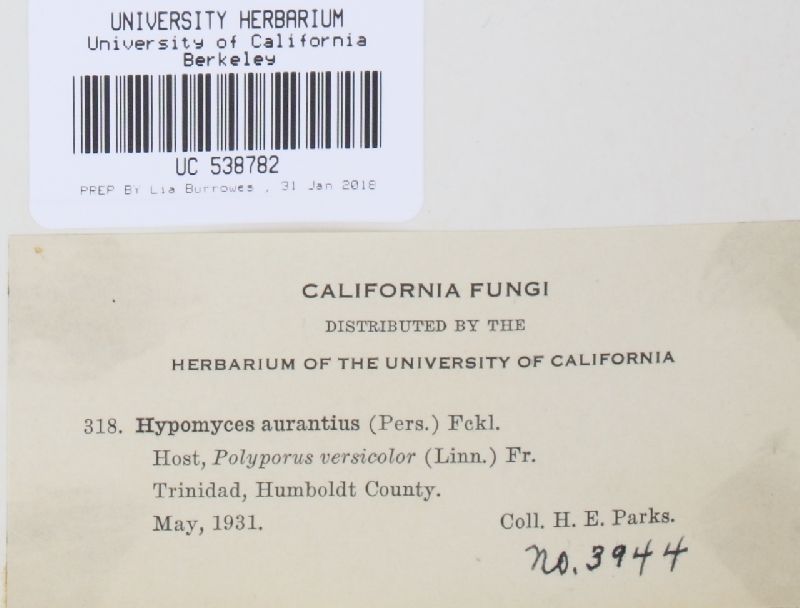 UNIVERSITY HERBARIUM
University of California
Berkeley
UC 538782
PREP BY Lia Burrowes , 31 Jan 2018
CALIFORNIA FUNGI
DISTRIBUTED BY THE
HERBARIUM OF THE UNIVERSITY OF CALIFORNIA
318. Hypomyces aurantius (Pers.) Fckl.
Host, Polyporus versicolor (Linn.) Fr.
Trinidad, Humboldt County.
May, 1931. Coll. H. E. Parks.
No. 3944